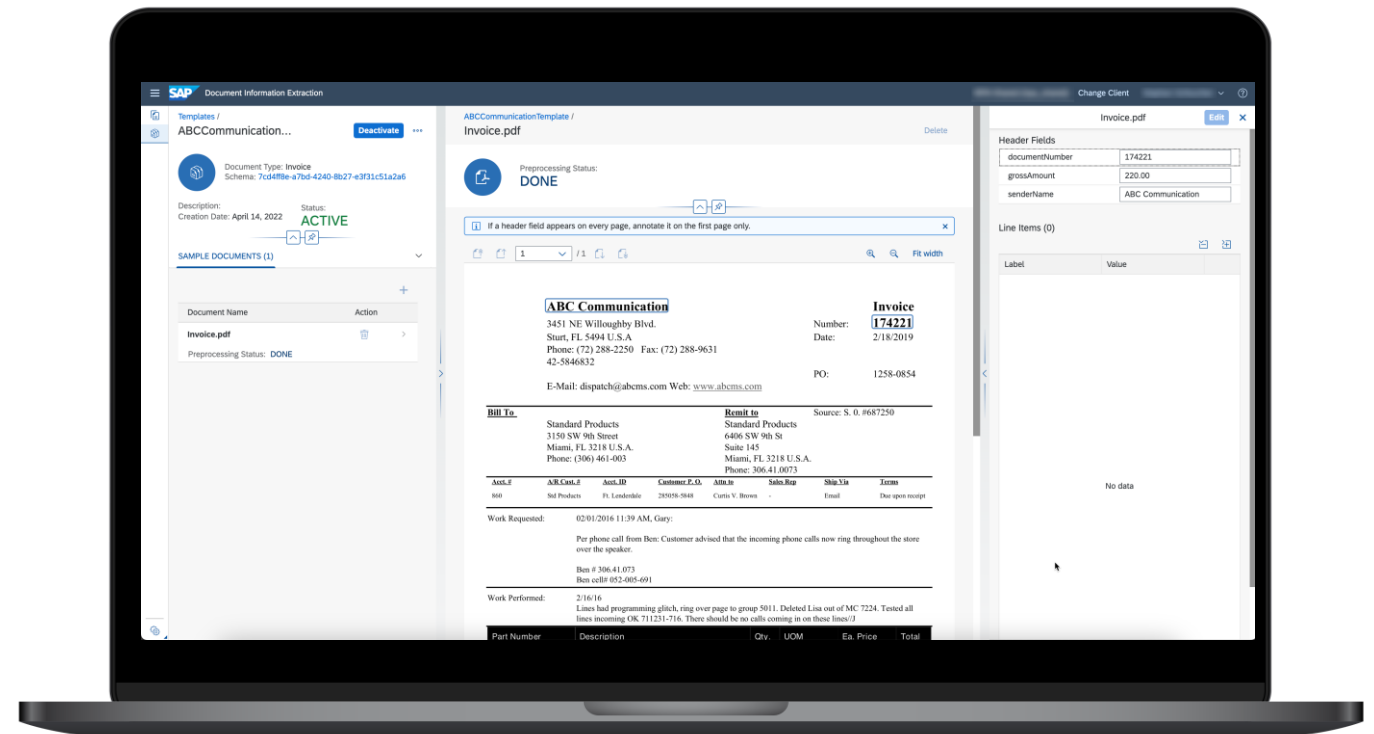 SAP Document Information Extraction
Change Client
Templates /
ABCCommunication...
Deactivate
Document Type: Invoice
Schema: 7cd4ff8e-a7bd-4240-8b27-e3f31c51a2a6
Description:
Creation Date: April 14, 2022
Status:
ACTIVE
SAMPLE DOCUMENTS (1)
Document Name Action
Invoice.pdf
Preprocessing Status: DONE
ABCCommunicationTemplate /
Invoice.pdf
Delete
Preprocessing Status:
DONE
If a header field appears on every page, annotate it on the first page only.
1 / 1 Fit width
ABC Communication Invoice
3451 NE Willoughby Blvd. Number: 174221
Sturt, FL 5494 U.S.A Date: 2/18/2019
Phone: (72) 288-2250 Fax: (72) 288-9631
42-5846832
PO: 1258-0854
E-Mail: dispatch@abcms.com Web: www.abcms.com
Bill To Remit to Source: S. 0. #687250
Standard Products Standard Products
3150 SW 9th Street 6406 SW 9th St
Miami, FL 3218 U.S.A. Suite 145
Phone: (306) 461-003 Miami, FL 3218 U.S.A.
Phone: 306.41.0073
Acct. # A/R Cust. # Acct. ID Customer P. O. Attn to Sales Rep Ship Via Terms
860 Std Products Ft. Lenderdale 285058-5848 Curtis V. Brown - Email Due upon receipt
Work Requested: 02/01/2016 11:39 AM, Gary:
Per phone call from Ben: Customer advised that the incoming phone calls now ring throughout the store
over the speaker.
Ben # 306.41.073
Ben cell# 052-005-691
Work Performed: 2/16/16
Lines had programming glitch, ring over page to group 5011. Deleted Lisa out of MC 7224. Tested all
lines incoming OK 711231-716. There should be no calls coming in on these lines//J
Part Number Description Qty. UOM Ea. Price Total
Invoice.pdf
Edit
Header Fields
documentNumber 174221
grossAmount 220.00
senderName ABC Communication
Line Items (0)
Label Value
No data